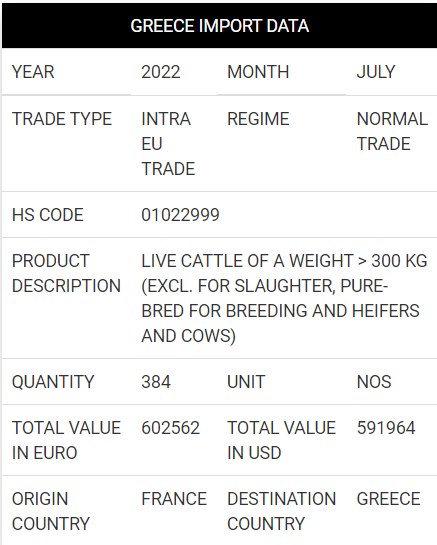 GREECE IMPORT DATA
YEAR 2022 MONTH JULY
TRADE TYPE INTRA EU TRADE REGIME NORMAL TRADE
HS CODE 01022999
PRODUCT DESCRIPTION LIVE CATTLE OF A WEIGHT > 300 KG (EXCL. FOR SLAUGHTER, PURE-BRED FOR BREEDING AND HEIFERS AND COWS)
QUANTITY 384 UNIT NOS
TOTAL VALUE IN EURO 602562 TOTAL VALUE IN USD 591964
ORIGIN COUNTRY FRANCE DESTINATION COUNTRY GREECE